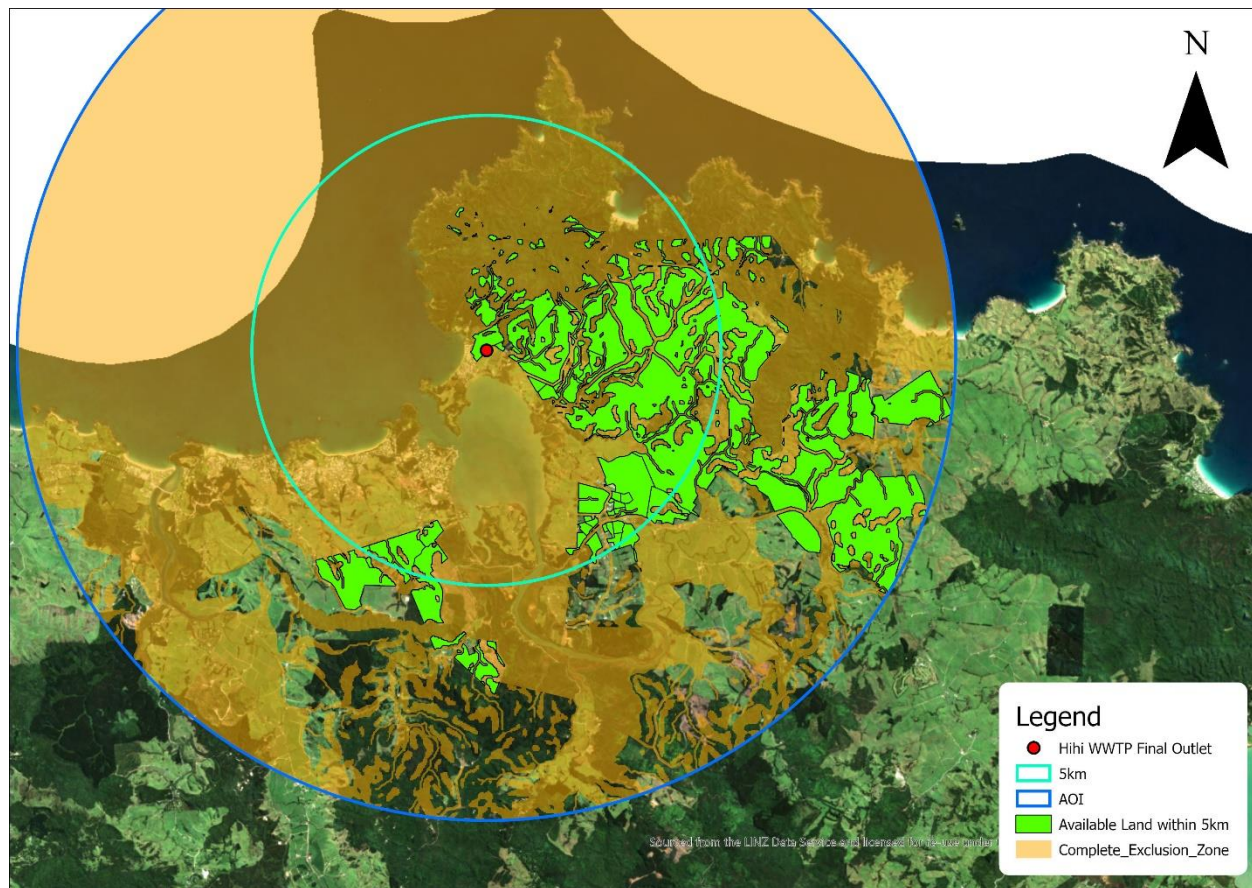 N
Legend
Hihi WWTP Final Outlet
5km
AOI
Available Land within 5km
Complete_Exclusion_Zone
Sourced from the LINZ Data Service and licensed for re-use under